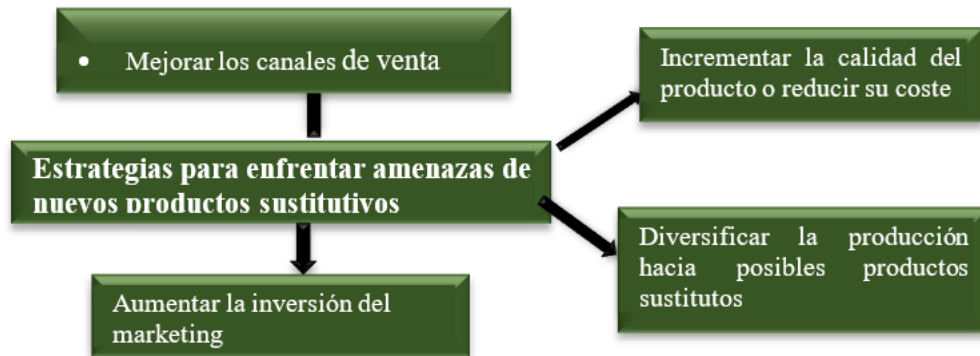 • Mejorar los canales de venta
Incrementar la calidad del
producto o reducir su coste
Estrategias para enfrentar amenazas de
nuevos productos sustitutivos
Diversificar la producción
hacia posibles productos
sustitutos
Aumentar la inversión del
marketing